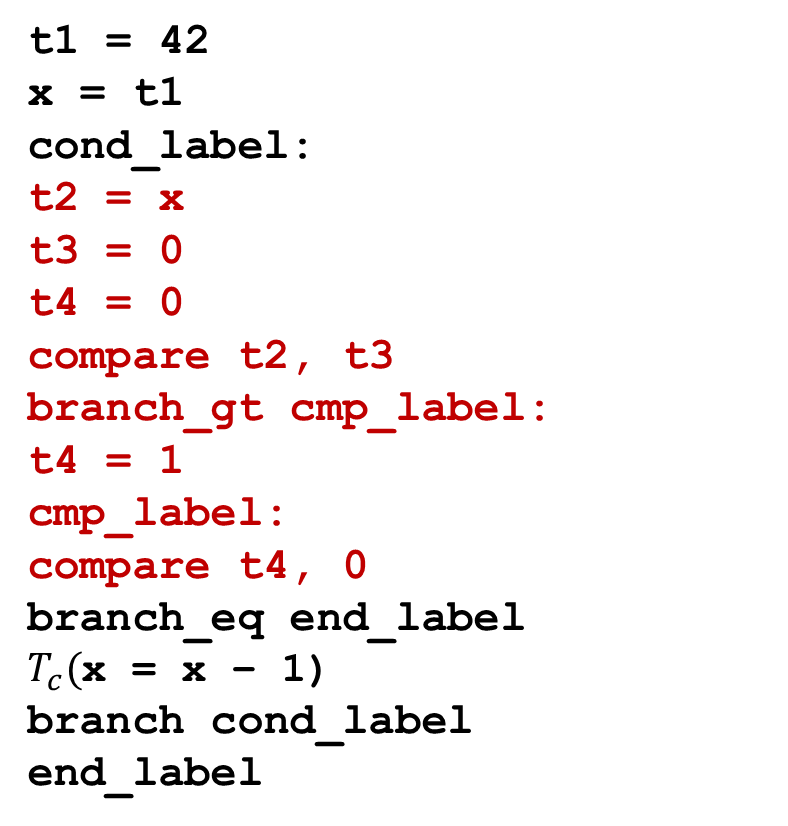 t1 = 42
x = t1
cond_label:
t2 = x
t3 = 0
t4 = 0
compare t2, t3
branch_gt cmp_label:
t4 = 1
cmp_label:
compare t4, 0
branch_eq end_label
T_c(x = x - 1)
branch cond_label
end_label